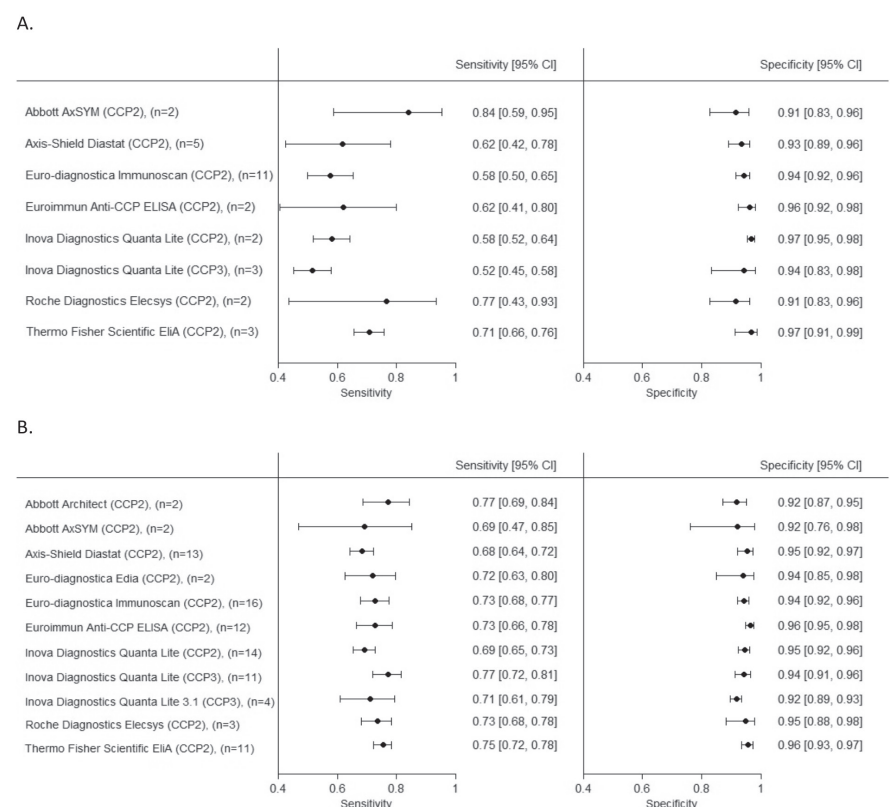 A.
Sensitivity [95% CI] Specificity [95% CI]
Abbott AxSYM (CCP2), (n=2) 0.84 [0.59, 0.95] 0.91 [0.83, 0.96]
Axis-Shield Diastat (CCP2), (n=5) 0.62 [0.42, 0.78] 0.93 [0.89, 0.96]
Euro-diagnostica Immunoscan (CCP2), (n=11) 0.58 [0.50, 0.65] 0.94 [0.92, 0.96]
Euroimmun Anti-CCP ELISA (CCP2), (n=2) 0.62 [0.41, 0.80] 0.96 [0.92, 0.98]
Inova Diagnostics Quanta Lite (CCP2), (n=2) 0.58 [0.52, 0.64] 0.97 [0.95, 0.98]
Inova Diagnostics Quanta Lite (CCP3), (n=3) 0.52 [0.45, 0.58] 0.94 [0.83, 0.98]
Roche Diagnostics Elecsys (CCP2), (n=2) 0.77 [0.43, 0.93] 0.91 [0.83, 0.96]
Thermo Fisher Scientific EliA (CCP2), (n=3) 0.71 [0.66, 0.76] 0.97 [0.91, 0.99]
0.4 0.6 0.8 1 0.4 0.6 0.8 1
Sensitivity Specificity
B.
Sensitivity [95% CI] Specificity [95% CI]
Abbott Architect (CCP2), (n=2) 0.77 [0.69, 0.84] 0.92 [0.87, 0.95]
Abbott AxSYM (CCP2), (n=2) 0.69 [0.47, 0.85] 0.92 [0.76, 0.98]
Axis-Shield Diastat (CCP2), (n=13) 0.68 [0.64, 0.72] 0.95 [0.92, 0.97]
Euro-diagnostica Edia (CCP2), (n=2) 0.72 [0.63, 0.80] 0.94 [0.85, 0.98]
Euro-diagnostica Immunoscan (CCP2), (n=16) 0.73 [0.68, 0.77] 0.94 [0.92, 0.96]
Euroimmun Anti-CCP ELISA (CCP2), (n=12) 0.73 [0.66, 0.78] 0.96 [0.95, 0.98]
Inova Diagnostics Quanta Lite (CCP2), (n=14) 0.69 [0.65, 0.73] 0.95 [0.92, 0.96]
Inova Diagnostics Quanta Lite (CCP3), (n=11) 0.77 [0.72, 0.81] 0.94 [0.91, 0.96]
Inova Diagnostics Quanta Lite 3.1 (CCP3), (n=4) 0.71 [0.61, 0.79] 0.92 [0.89, 0.93]
Roche Diagnostics Elecsys (CCP2), (n=3) 0.73 [0.68, 0.78] 0.95 [0.88, 0.98]
Thermo Fisher Scientific EliA (CCP2), (n=11) 0.75 [0.72, 0.78] 0.96 [0.93, 0.97]
0.4 0.6 0.8 1 0.4 0.6 0.8 1
Sensitivity Specificity